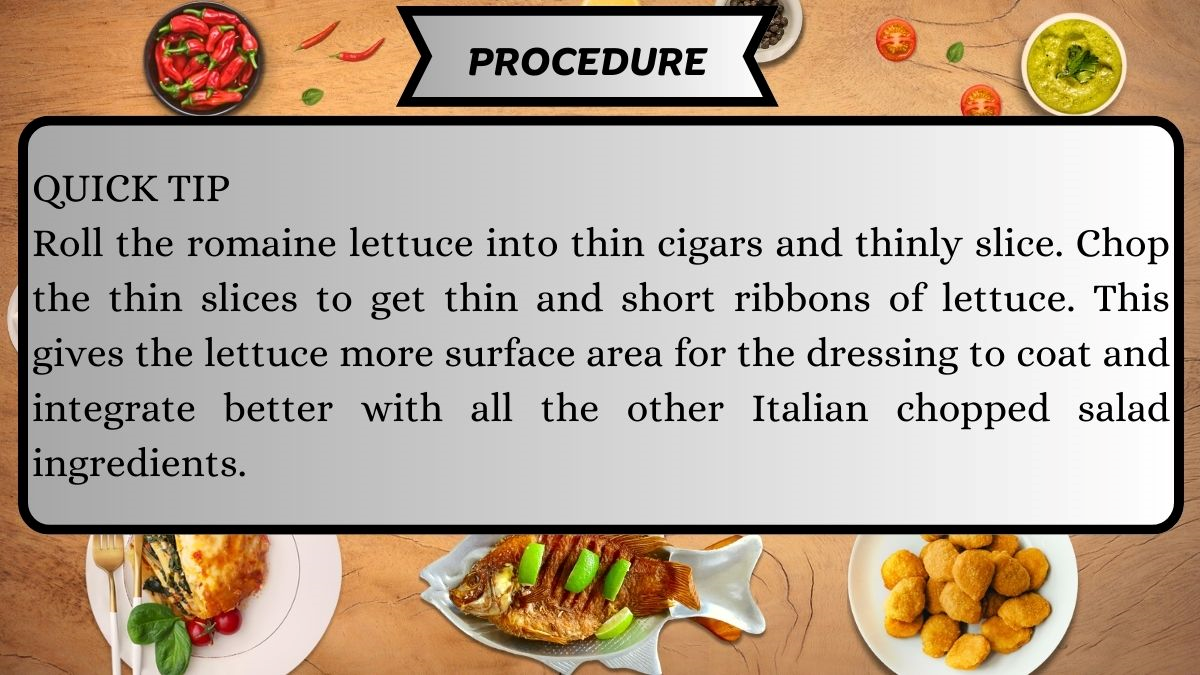 PROCEDURE
QUICK TIP
Roll the romaine lettuce into thin cigars and thinly slice. Chop
the thin slices to get thin and short ribbons of lettuce. This
gives the lettuce more surface area for the dressing to coat and
integrate better with all the other Italian chopped salad
ingredients.